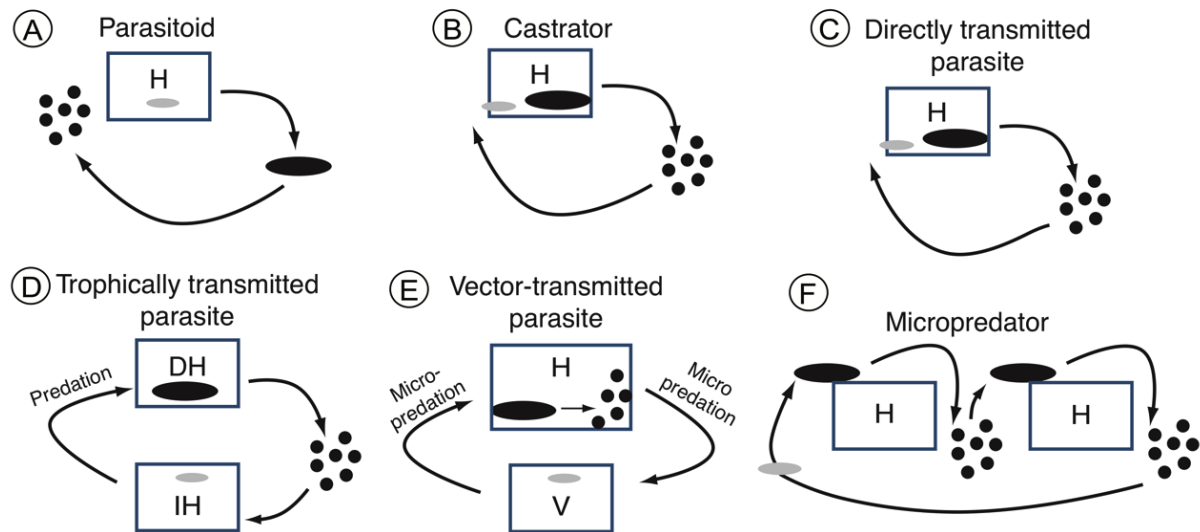 A Parasitoid
H
B Castrator
H
C Directly transmitted
parasite
H
D Trophically transmitted
parasite
DH
Predation
IH
E Vector-transmitted
parasite
H
Micro-
predation
Micro
predation
V
F Micropredator
H
H